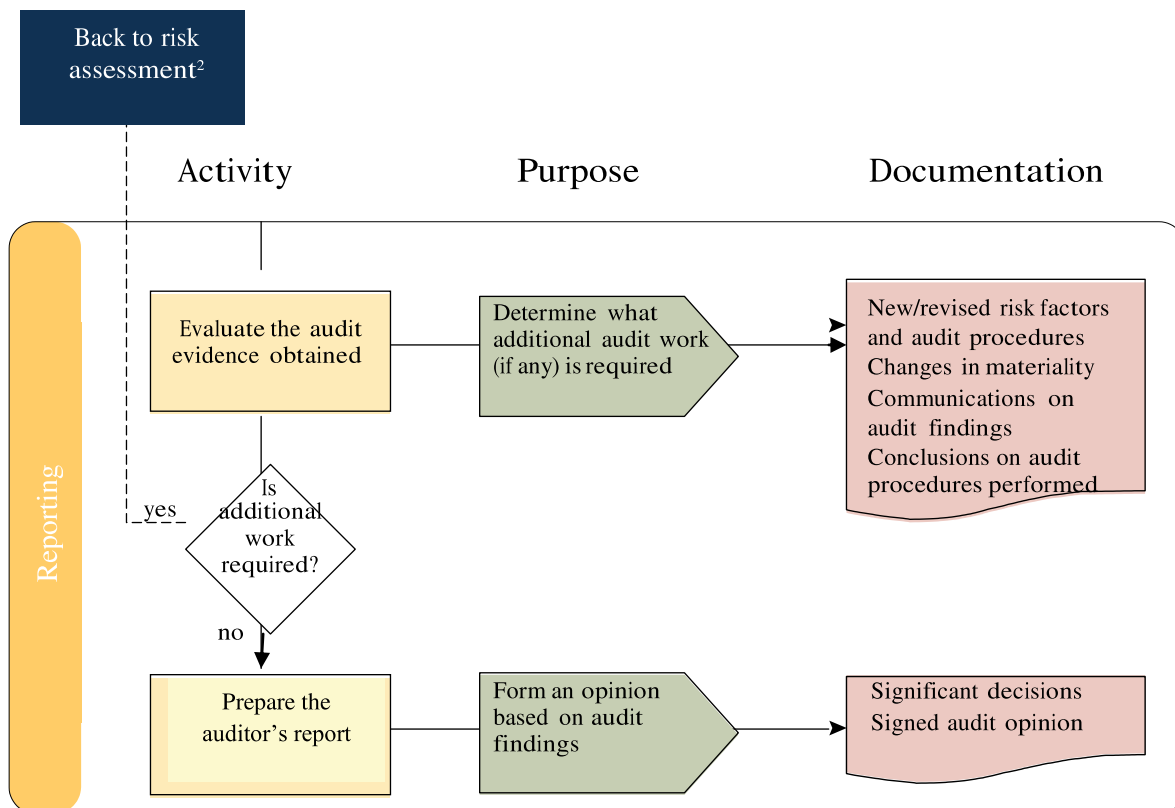 Back to risk
assessment²
Activity
Purpose
Documentation
Reporting
Evaluate the audit
evidence obtained
Determine what
additional audit work
(if any) is required
New/revised risk factors
and audit procedures
Changes in materiality
Communications on
audit findings
Conclusions on audit
procedures performed
yes
Is
additional
work
required?
no
Prepare the
auditor’s report
Form an opinion
based on audit
findings
Significant decisions
Signed audit opinion